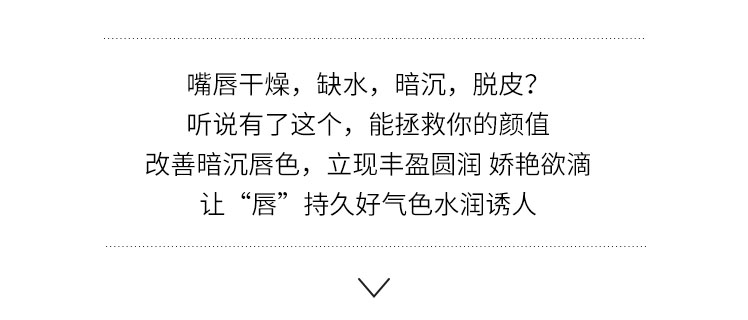 嘴唇干燥，缺水，暗沉，脱皮？
听说有了这个，能拯救你的颜值
改善暗沉唇色，立现丰盈圆润 娇艳欲滴
让“唇”持久好气色水润诱人